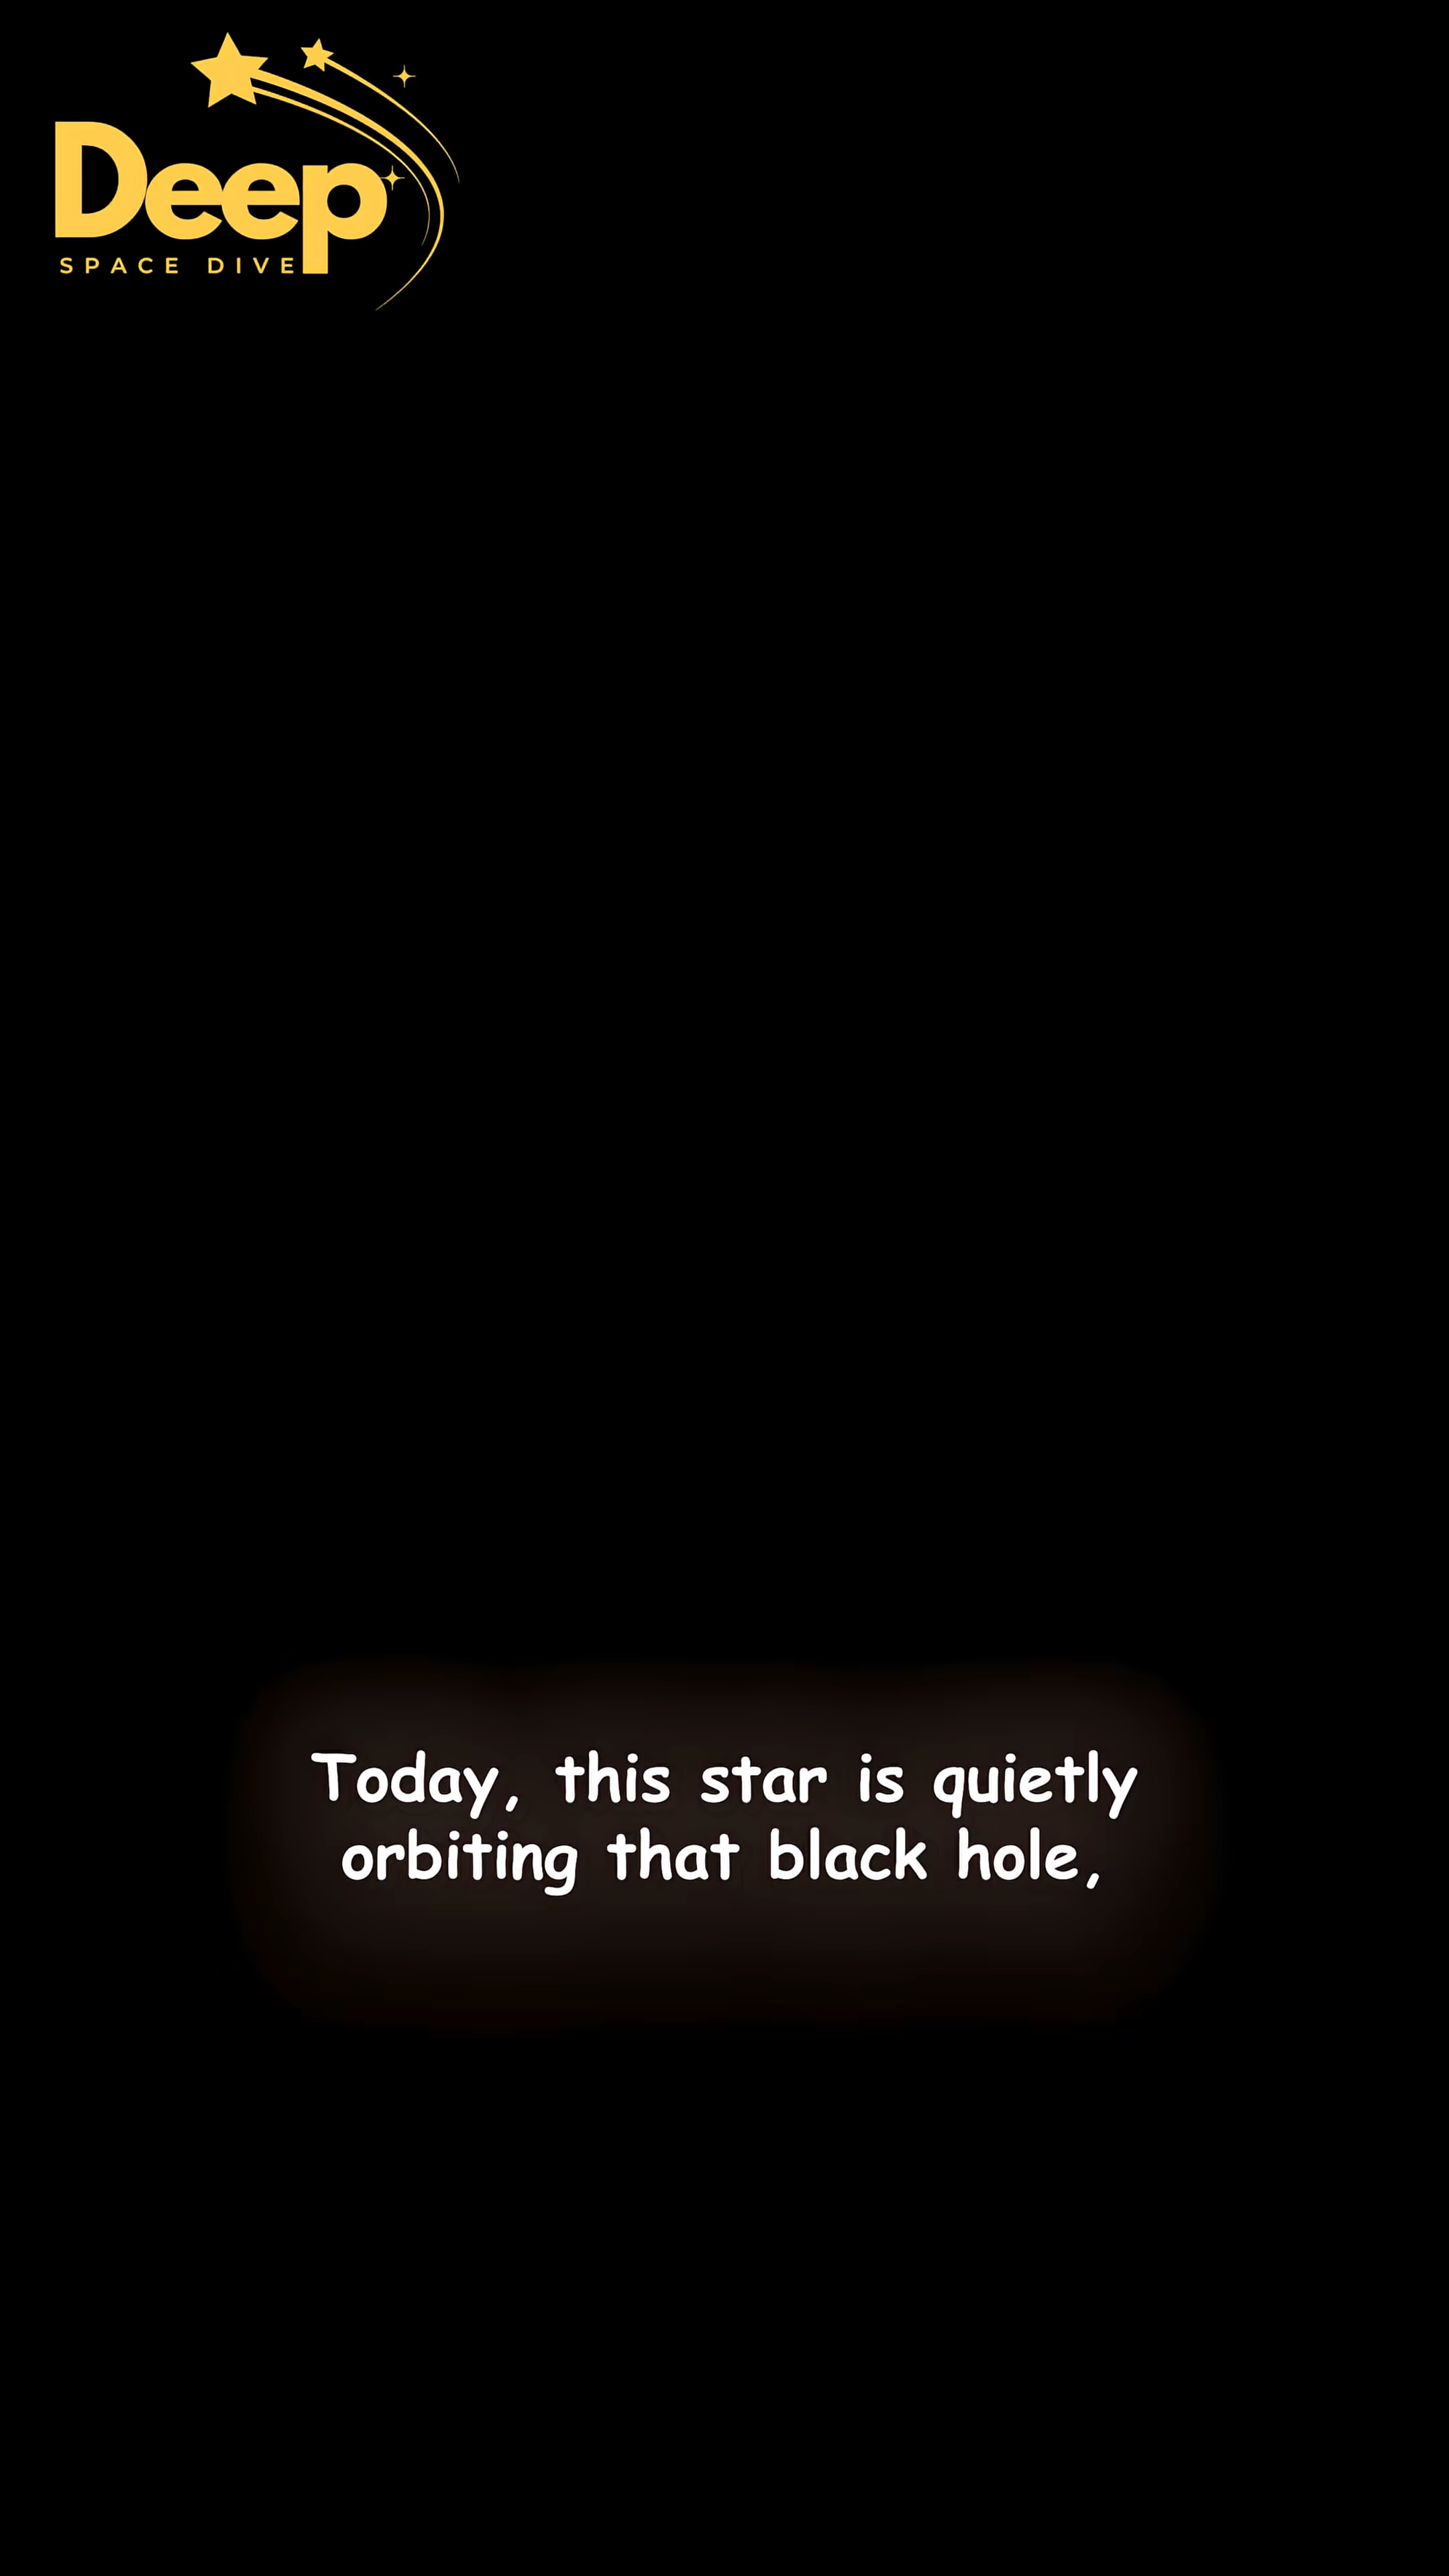 Deep
SPACE DIVE
Today, this star is quietly
orbiting that black hole,